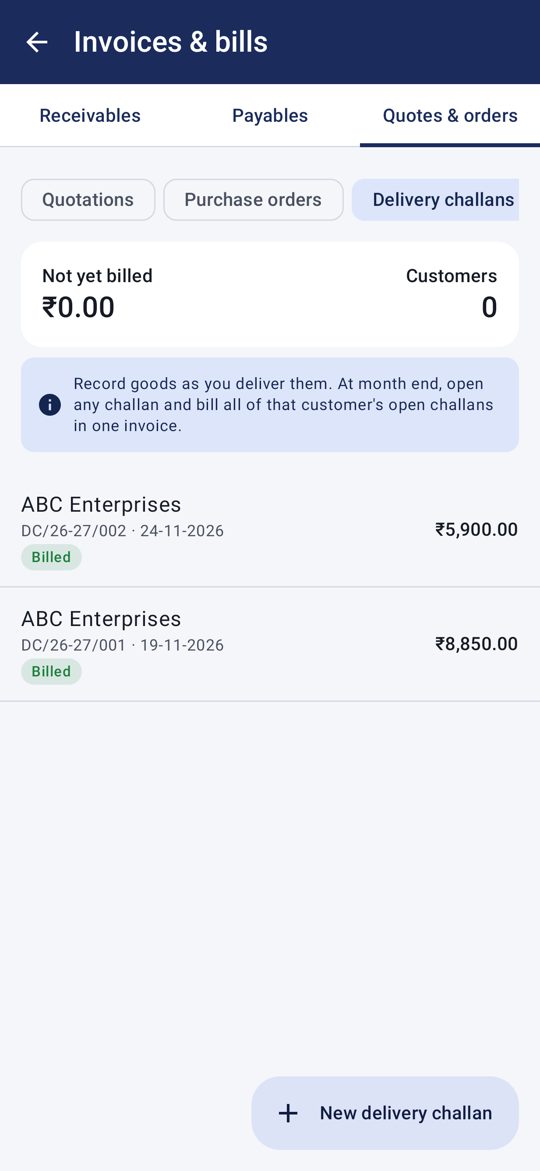 Invoices & bills
Receivables
Payables
Quotes & orders
Quotations
Purchase orders
Delivery challans
Not yet billed
Customers
₹0.00
0
Record goods as you deliver them. At month end, open
any challan and bill all of that customer's open challans
in one invoice.
ABC Enterprises
DC/26-27/002 · 24-11-2026
₹5,900.00
Billed
ABC Enterprises
DC/26-27/001 · 19-11-2026
₹8,850.00
Billed
New delivery challan